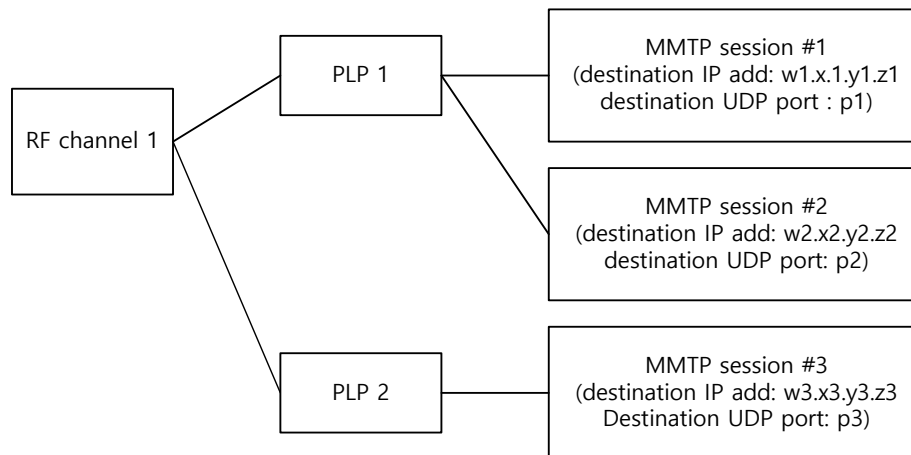 RF channel 1
PLP 1
PLP 2
MMTP session #1
(destination IP add: w1.x.1.y1.z1
destination UDP port : p1)
MMTP session #2
(destination IP add: w2.x2.y2.z2
destination UDP port: p2)
MMTP session #3
(destination IP add: w3.x3.y3.z3
Destination UDP port: p3)